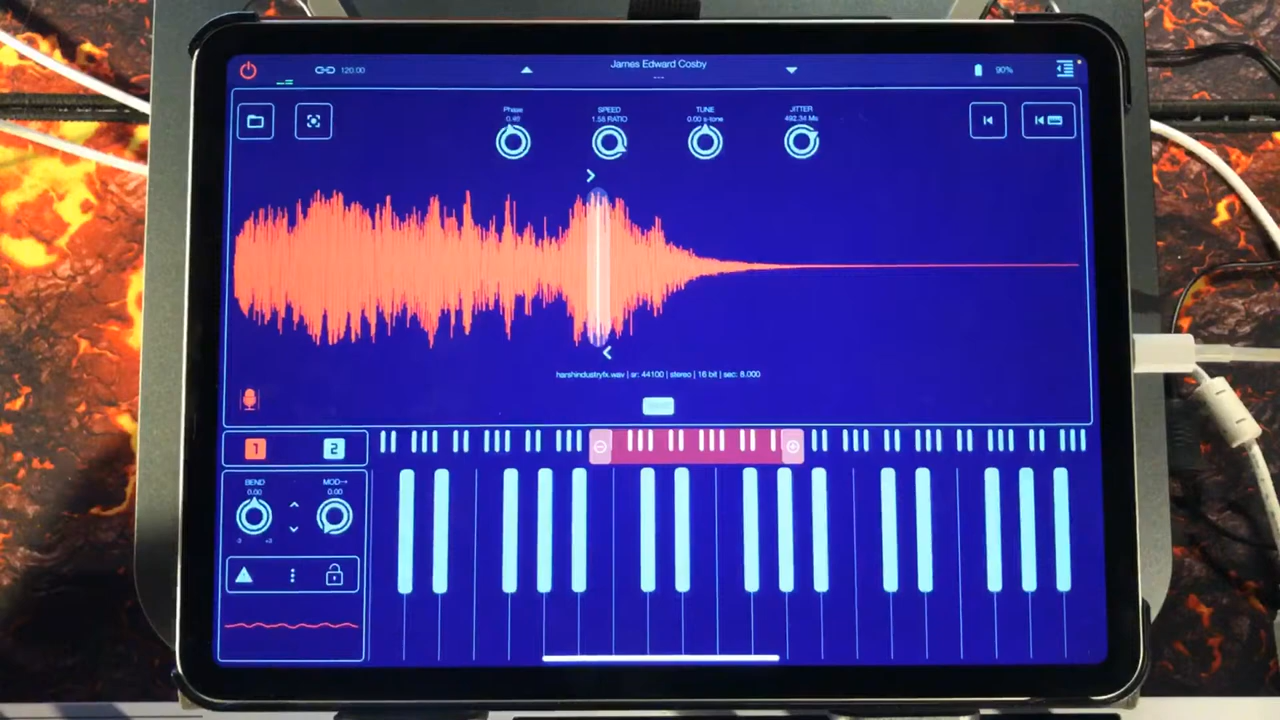 120.00
James Edward Cosby
---
90%
Phase
0.46
SPEED
1.58 RATIO
TUNE
0.00 s-tone
JITTER
492.34 Ms
harshindustryfx.wav | sr: 44100 | stereo | 16 bit | sec: 8.000
1
2
BEND
0.00
MOD→
0.00
-3
+3